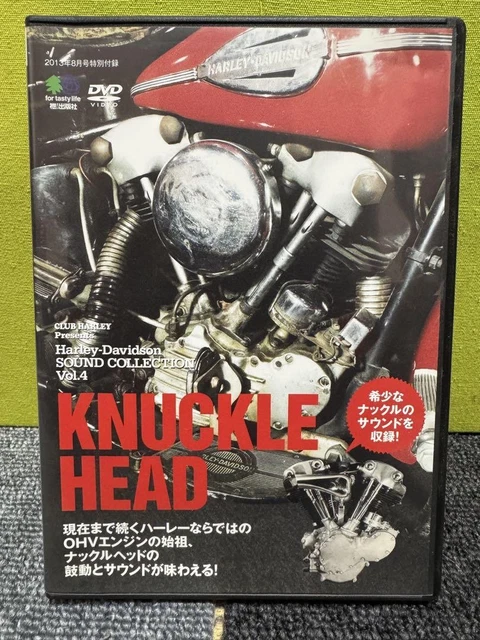 2013年8月号特別付録
for tasty life
枻出版社
DVD
VIDEO
HARLEY-DAVIDSON
CLUB HARLEY
Presents
Harley-Davidson
SOUND COLLECTION
Vol.4
KNUCKLE
HEAD
希少な
ナックルの
サウンドを
収録!
HARLEY-DAVIDSON
現在まで続くハーレーならではの
OHVエンジンの始祖、
ナックルヘッドの
鼓動とサウンドが味わえる!